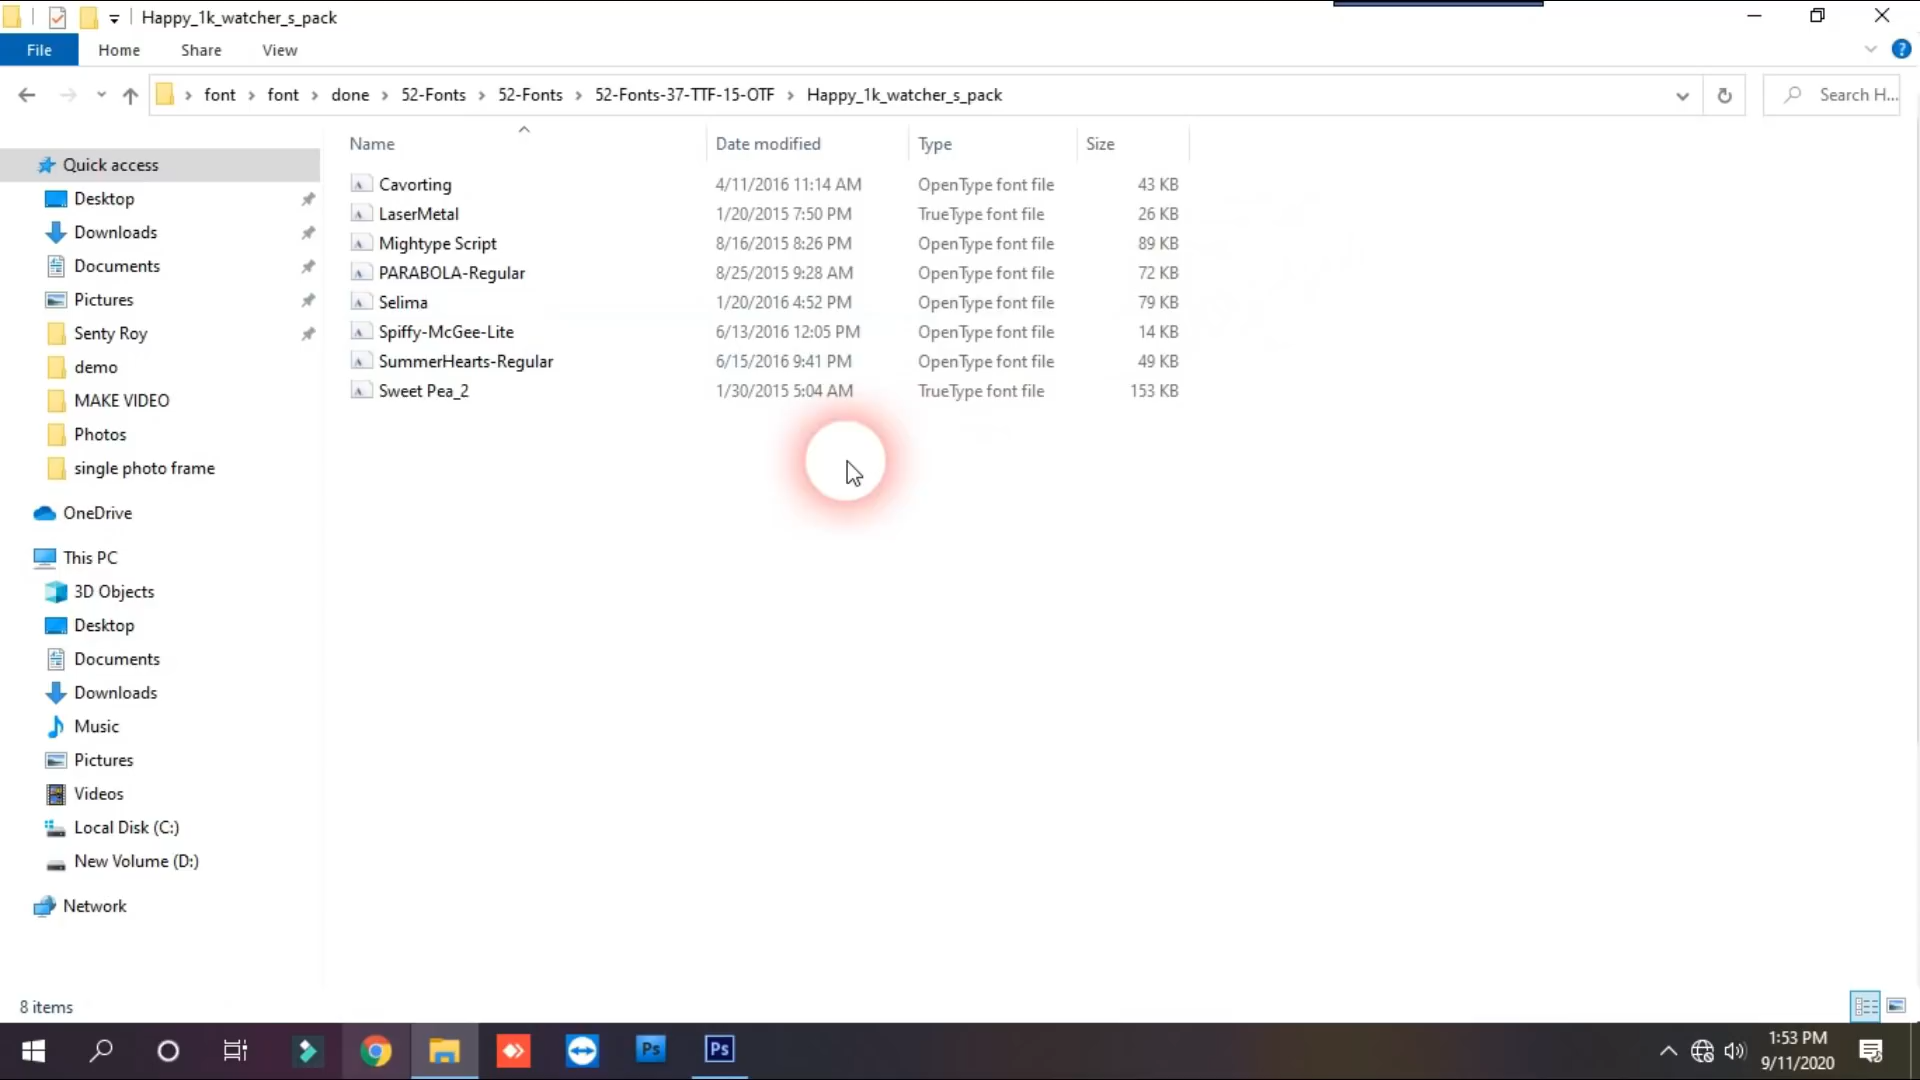 Happy_1k_watcher_s_pack
File Home Share View
font › font › done › 52-Fonts › 52-Fonts › 52-Fonts-37-TTF-15-OTF › Happy_1k_watcher_s_pack Search H...
Name Date modified Type Size
Quick access
Desktop
Downloads
Documents
Pictures
Senty Roy
demo
MAKE VIDEO
Photos
single photo frame
OneDrive
This PC
3D Objects
Desktop
Documents
Downloads
Music
Pictures
Videos
Local Disk (C:)
New Volume (D:)
Network
Cavorting 4/11/2016 11:14 AM OpenType font file 43 KB
LaserMetal 1/20/2015 7:50 PM TrueType font file 26 KB
Mightype Script 8/16/2015 8:26 PM OpenType font file 89 KB
PARABOLA-Regular 8/25/2015 9:28 AM OpenType font file 72 KB
Selima 1/20/2016 4:52 PM OpenType font file 79 KB
Spiffy-McGee-Lite 6/13/2016 12:05 PM OpenType font file 14 KB
SummerHearts-Regular 6/15/2016 9:41 PM OpenType font file 49 KB
Sweet Pea_2 1/30/2015 5:04 AM TrueType font file 153 KB
8 items
Ps Ps
1:53 PM
9/11/2020